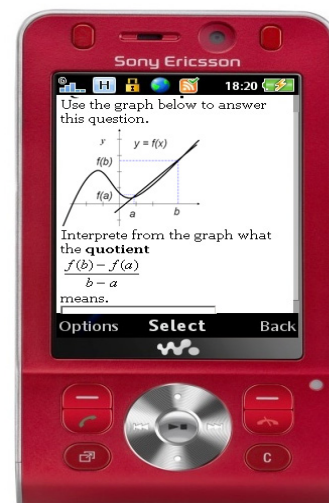 Sony Ericsson
H
18:20
Use the graph below to answer
this question.
y
y = f(x)
f(b)
f(a)
a
b
Interprete from the graph what
the quotient
f(b) − f(a)
b − a
means.
Options Select Back
C